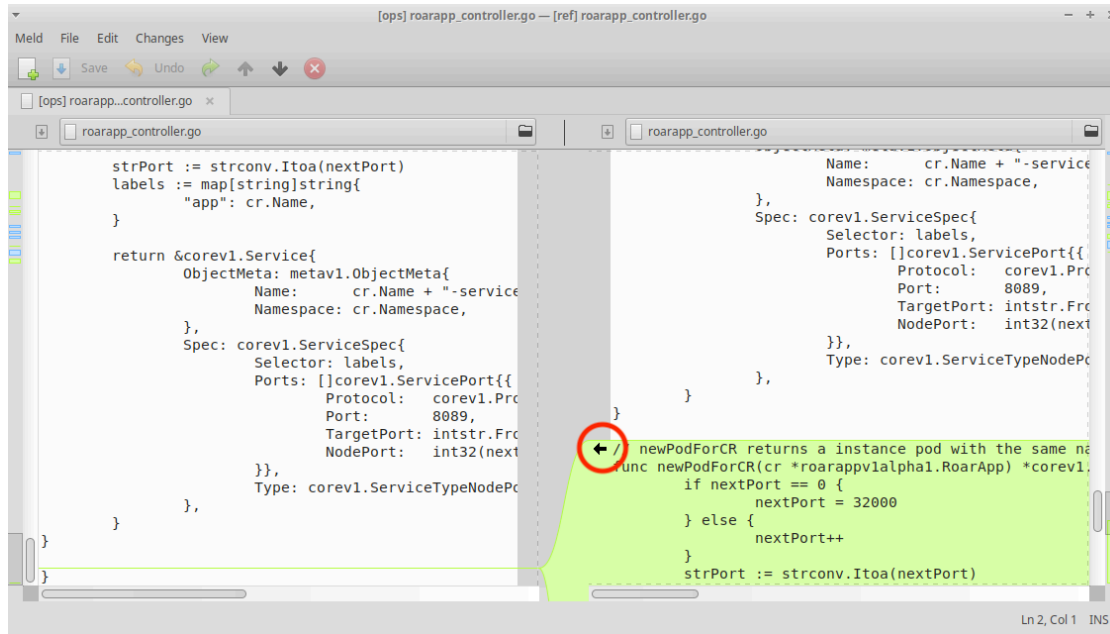 [ops] roarapp_controller.go — [ref] roarapp_controller.go
Meld File Edit Changes View
Save Undo
[ops] roarapp...controller.go ×
roarapp_controller.go
strPort := strconv.Itoa(nextPort)
labels := map[string]string{
"app": cr.Name,
}
return &corev1.Service{
ObjectMeta: metav1.ObjectMeta{
Name: cr.Name + "-service
Namespace: cr.Namespace,
},
Spec: corev1.ServiceSpec{
Selector: labels,
Ports: []corev1.ServicePort{{
Protocol: corev1.Pro
Port: 8089,
TargetPort: intstr.Fro
NodePort: int32(next
}},
Type: corev1.ServiceTypeNodePo
},
}
}
}
roarapp_controller.go
Name: cr.Name + "-service
Namespace: cr.Namespace,
},
Spec: corev1.ServiceSpec{
Selector: labels,
Ports: []corev1.ServicePort{{
Protocol: corev1.Pro
Port: 8089,
TargetPort: intstr.Fro
NodePort: int32(next
}},
Type: corev1.ServiceTypeNodePo
},
}
}
// newPodForCR returns a instance pod with the same na
func newPodForCR(cr *roarappv1alpha1.RoarApp) *corev1.
if nextPort == 0 {
nextPort = 32000
} else {
nextPort++
}
strPort := strconv.Itoa(nextPort)
Ln 2, Col 1 INS